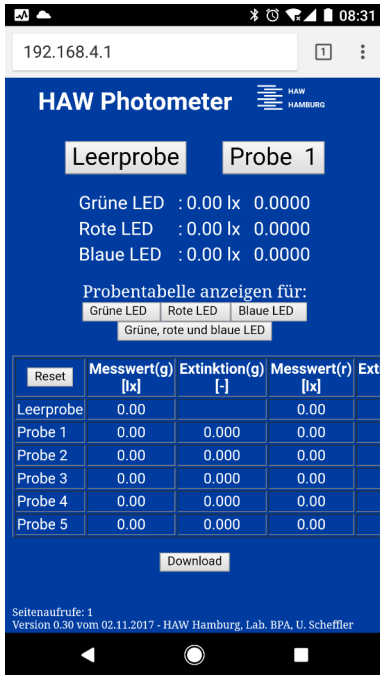 08:31
192.168.4.1
1
HAW Photometer
HAW
HAMBURG
Leerprobe Probe 1
Grüne LED : 0.00 lx 0.0000
Rote LED : 0.00 lx 0.0000
Blaue LED : 0.00 lx 0.0000
Probentabelle anzeigen für:
Grüne LED Rote LED Blaue LED
Grüne, rote und blaue LED
Reset Messwert(g) [lx] Extinktion(g) [-] Messwert(r) [lx] Ext
Leerprobe 0.00 0.00
Probe 1 0.00 0.000 0.00
Probe 2 0.00 0.000 0.00
Probe 3 0.00 0.000 0.00
Probe 4 0.00 0.000 0.00
Probe 5 0.00 0.000 0.00
Download
Seitenaufrufe: 1
Version 0.30 vom 02.11.2017 - HAW Hamburg, Lab. BPA, U. Scheffler